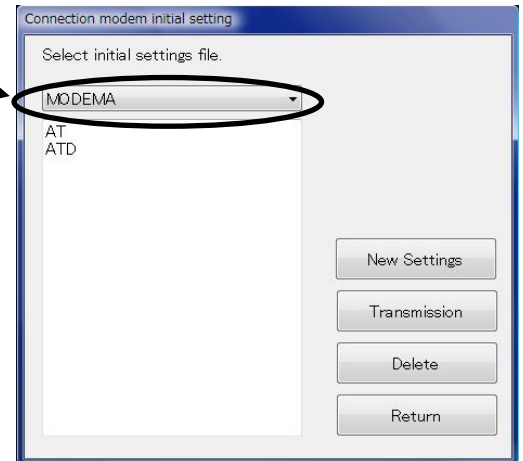 Connection modem initial setting
Select initial settings file.
MODEMA
AT
ATD
New Settings
Transmission
Delete
Return